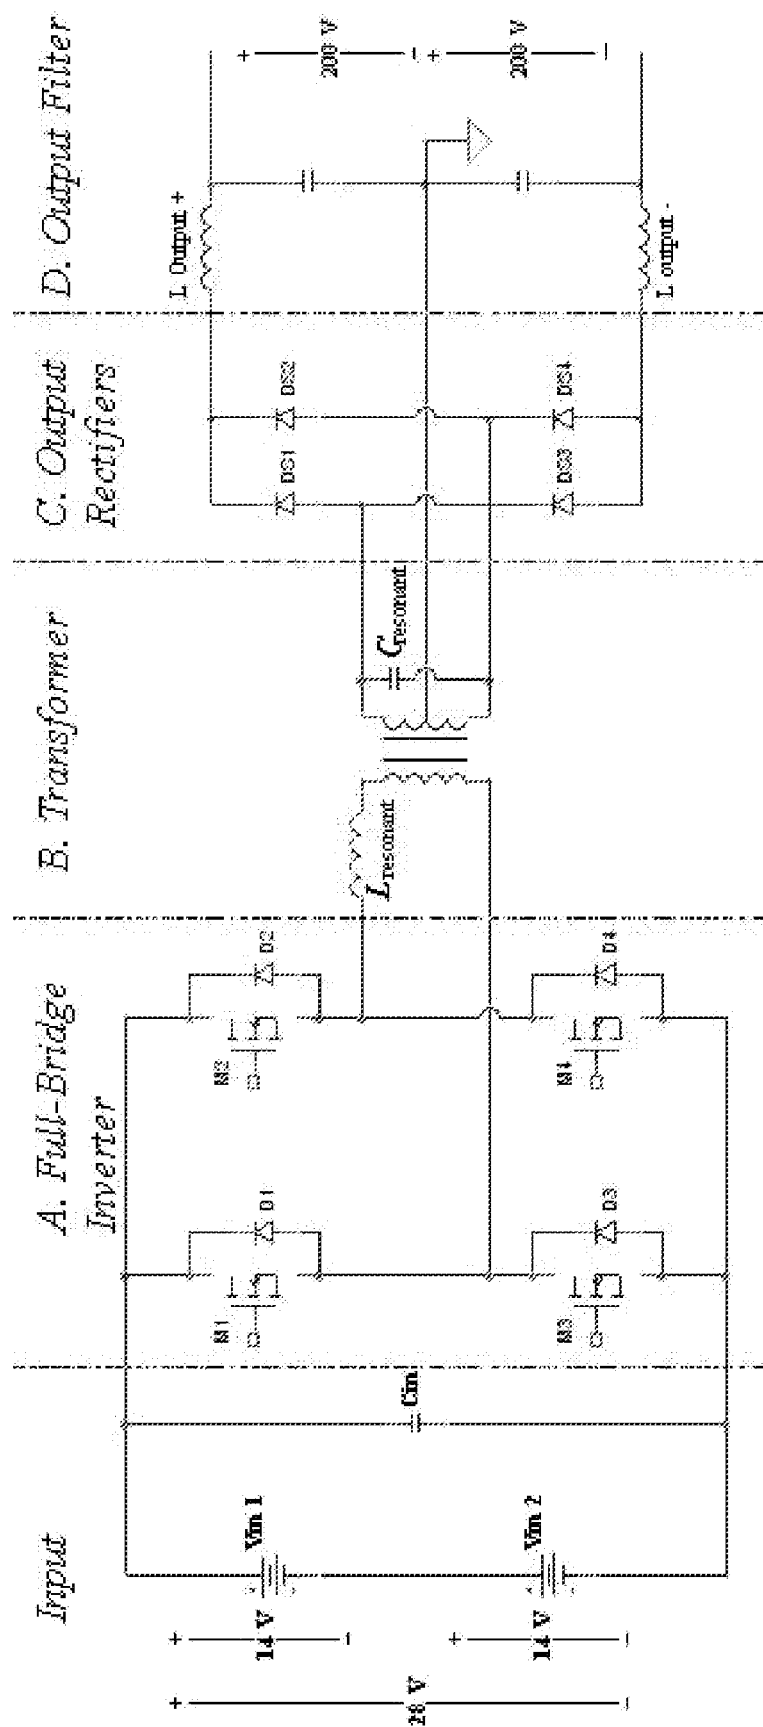 Input
A. Full-Bridge
Inverter
B. Transformer
C. Output
Rectifiers
D. Output Filter
+
28 V
−
+
14 V
−
+
14 V
−
Vin 1
Vin 2
Cin
M1
D1
M2
D2
M3
D3
M4
D4
L resonant
C resonant
DS1
DS2
DS3
DS4
L Output +
L output -
+
200 V
−
+
200 V
−